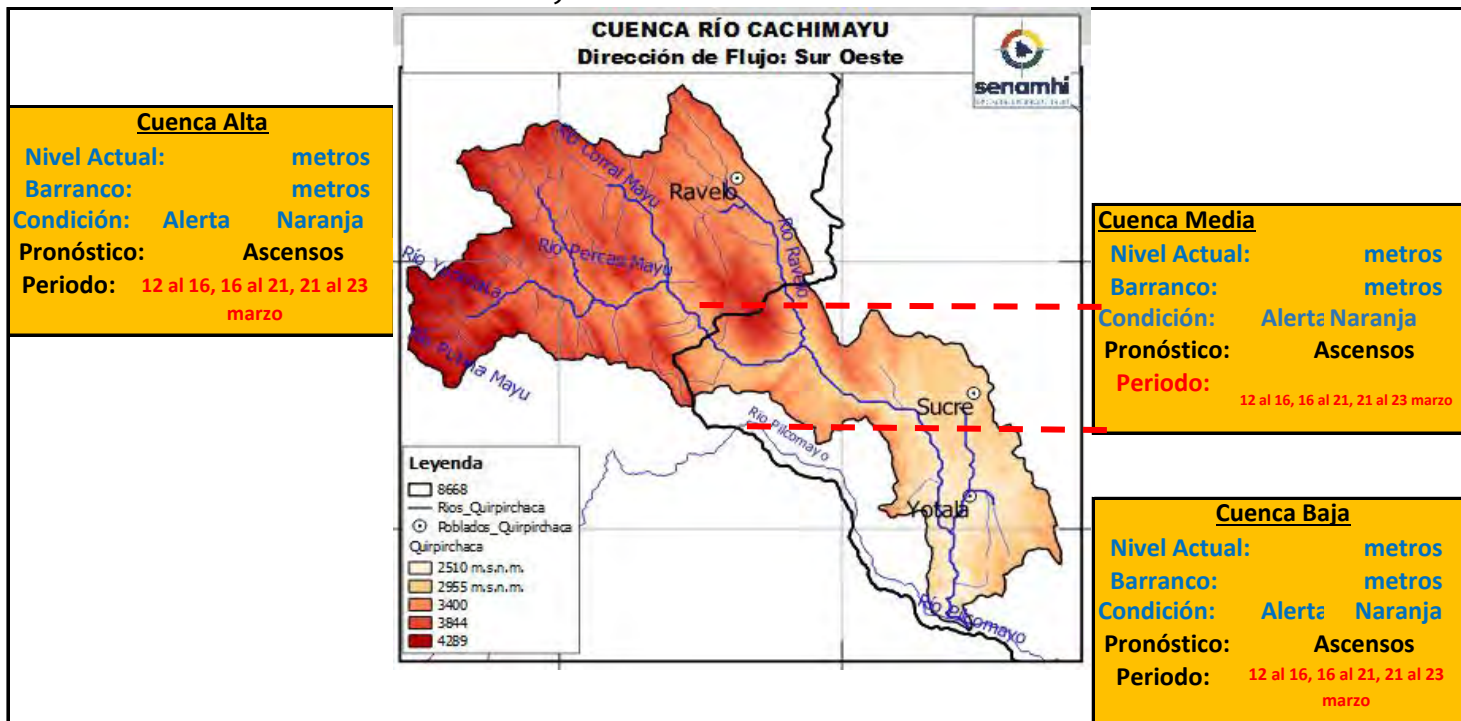 CUENCA RÍO CACHIMAYU
Dirección de Flujo: Sur Oeste
senamhi
Cuenca Alta
Nivel Actual: metros
Barranco: metros
Condición: Alerta Naranja
Pronóstico: Ascensos
Periodo: 12 al 16, 16 al 21, 21 al 23
marzo
Río Corral Mayu
Ravelo
Río Ravelo
Río Percas Mayu
Río
Mayu
Sucre
Río Pilcomayo
Yotala
Río Pilcomayo
Leyenda
8668
Rios_Quirpirchaca
Poblados_Quirpirchaca
Quirpirchaca
2510 m.s.n.m.
2955 m.s.n.m.
3400
3844
4289
Cuenca Media
Nivel Actual: metros
Barranco: metros
Condición: Alerta Naranja
Pronóstico: Ascensos
Periodo:
12 al 16, 16 al 21, 21 al 23 marzo
Cuenca Baja
Nivel Actual: metros
Barranco: metros
Condición: Alerta Naranja
Pronóstico: Ascensos
Periodo: 12 al 16, 16 al 21, 21 al 23
marzo